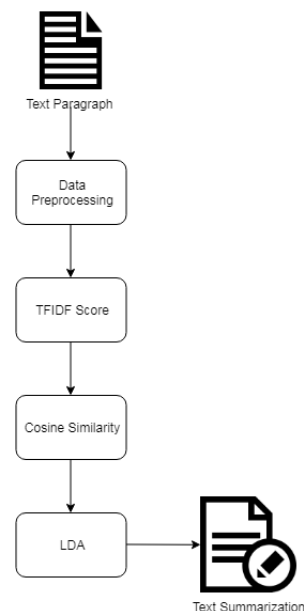 Text Paragraph
Data
Preprocessing
TFIDF Score
Cosine Similarity
LDA
Text Summarization